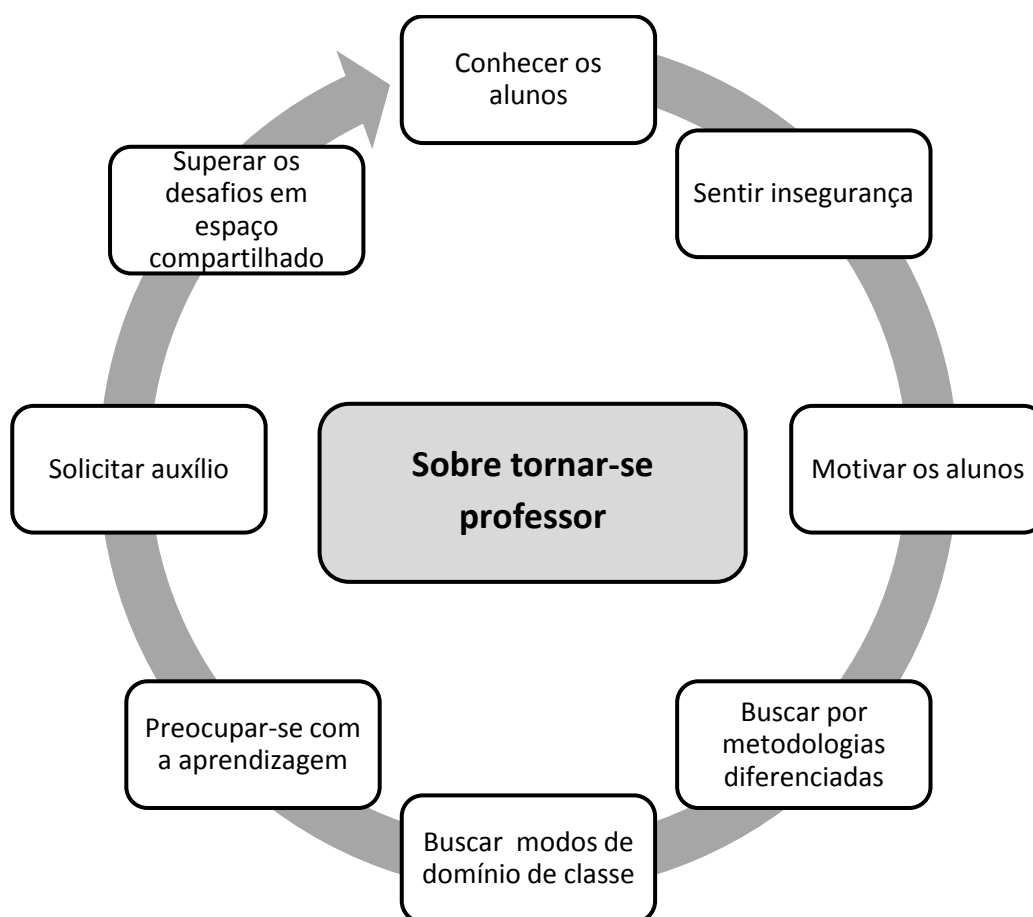 Conhecer os
alunos
Sentir insegurança
Motivar os alunos
Buscar por
metodologias
diferenciadas
Buscar  modos de
domínio de classe
Preocupar-se com
a aprendizagem
Solicitar auxílio
Superar os
desafios em
espaço
compartilhado
Sobre tornar-se
professor